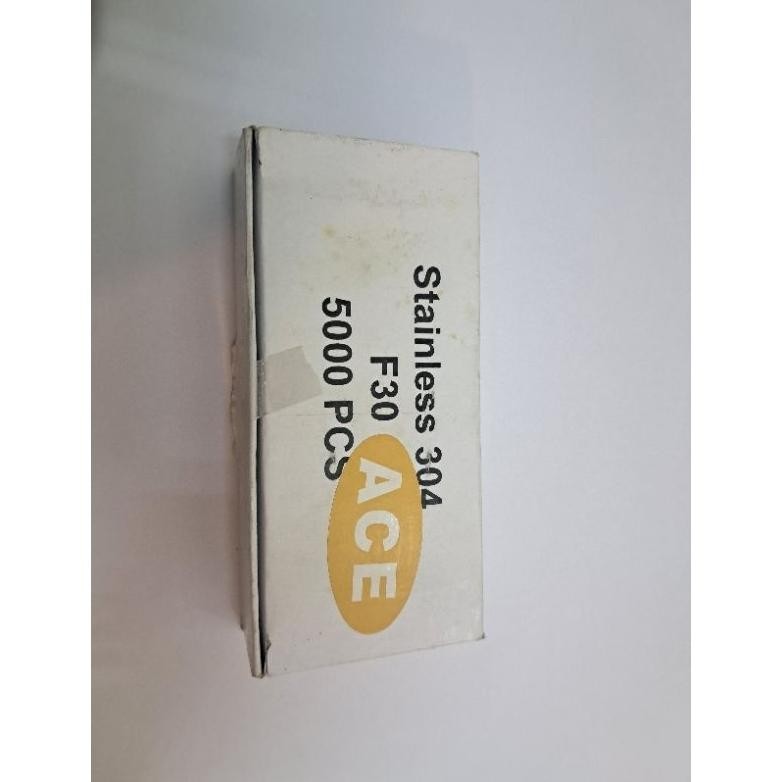 Stainless 304
F30
5000 PCS
ACE